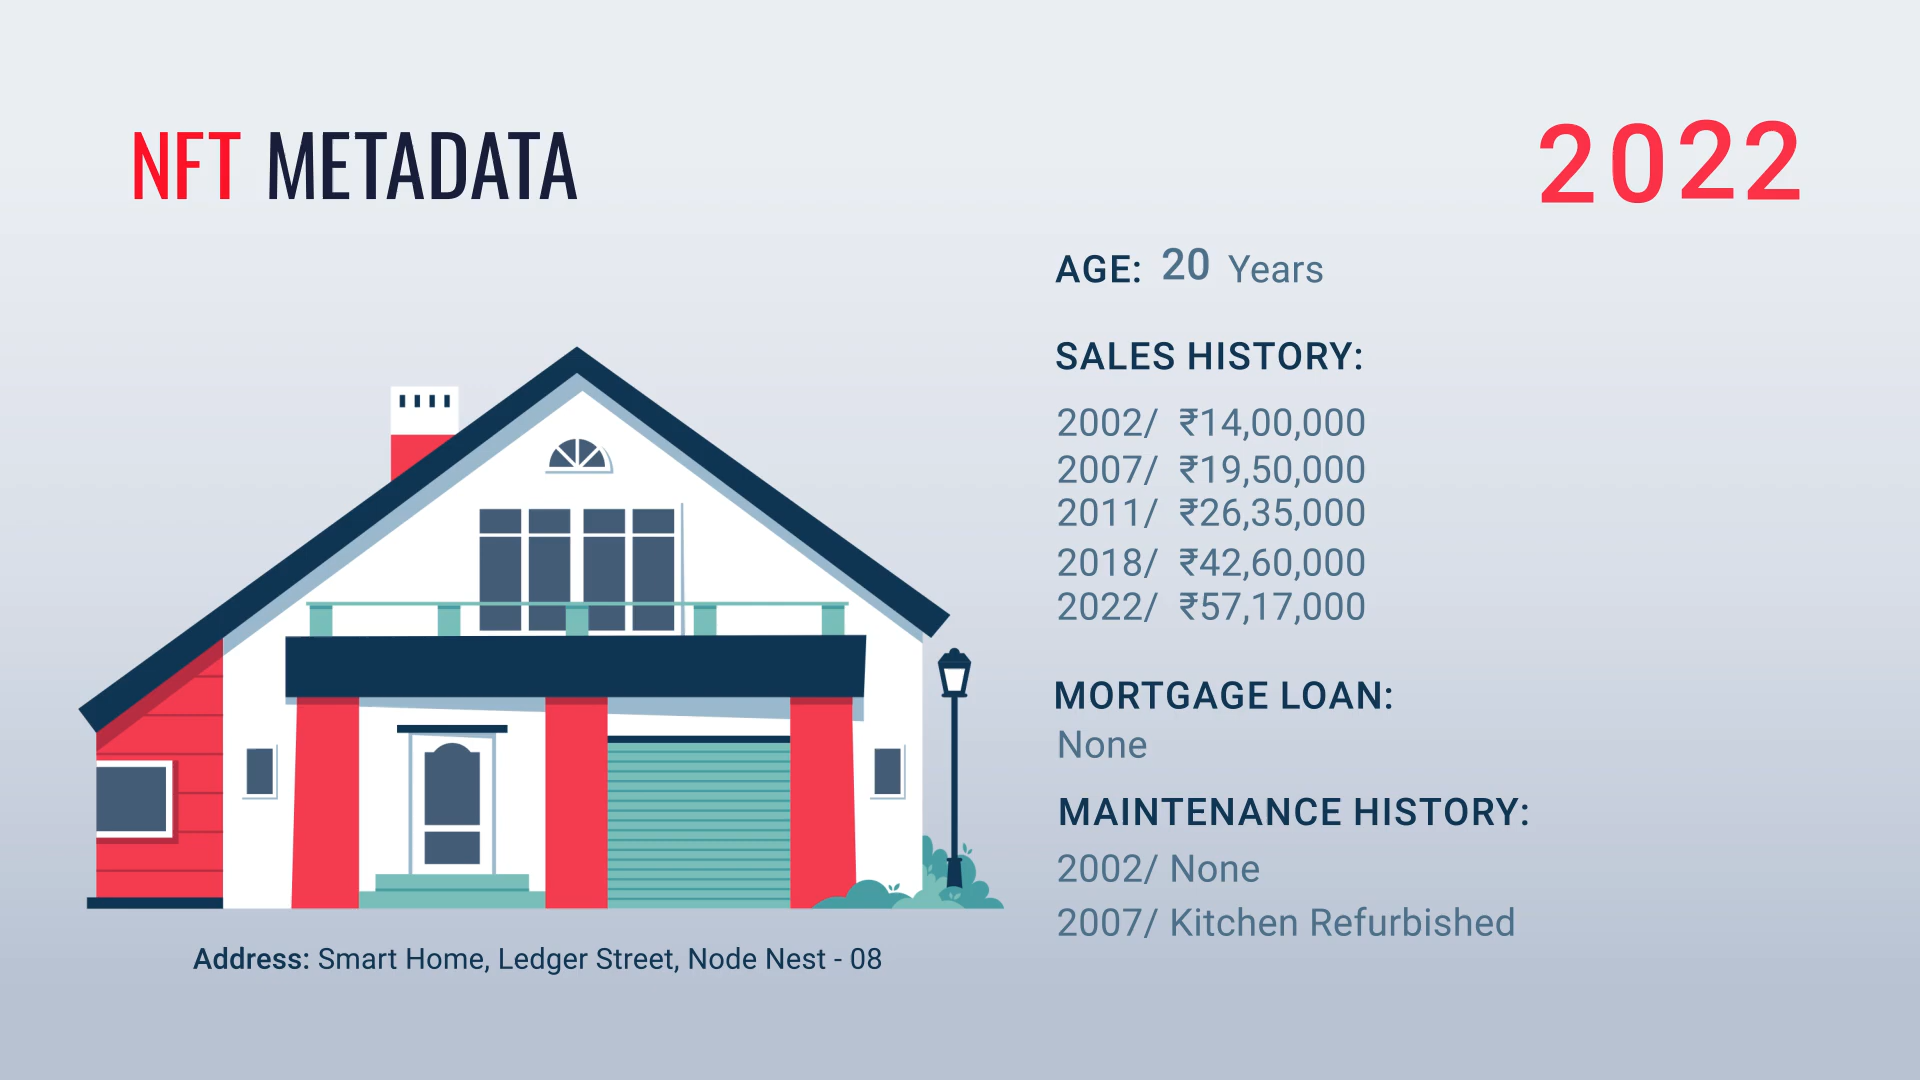 NFT METADATA
2022
AGE: 20 Years
SALES HISTORY:
2002/ ₹14,00,000
2007/ ₹19,50,000
2011/ ₹26,35,000
2018/ ₹42,60,000
2022/ ₹57,17,000
MORTGAGE LOAN:
None
MAINTENANCE HISTORY:
2002/ None
2007/ Kitchen Refurbished
Address: Smart Home, Ledger Street, Node Nest - 08